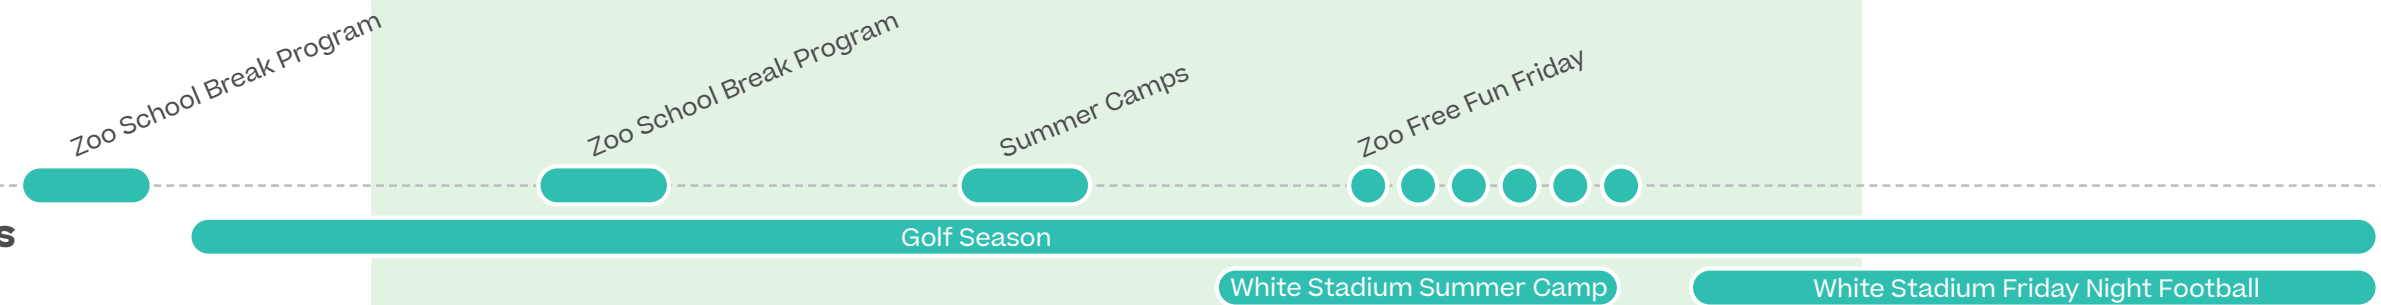 Zoo School Break Program
Zoo School Break Program
Summer Camps
Zoo Free Fun Friday
s
Golf Season
White Stadium Summer Camp
White Stadium Friday Night Football